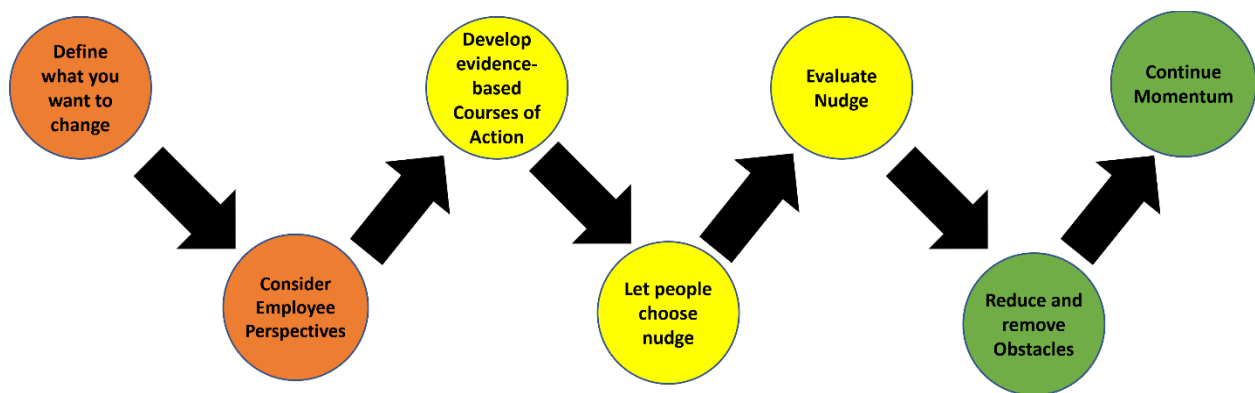 Define
what you
want to
change
Consider
Employee
Perspectives
Develop
evidence-
based
Courses of
Action
Let people
choose
nudge
Evaluate
Nudge
Reduce and
remove
Obstacles
Continue
Momentum